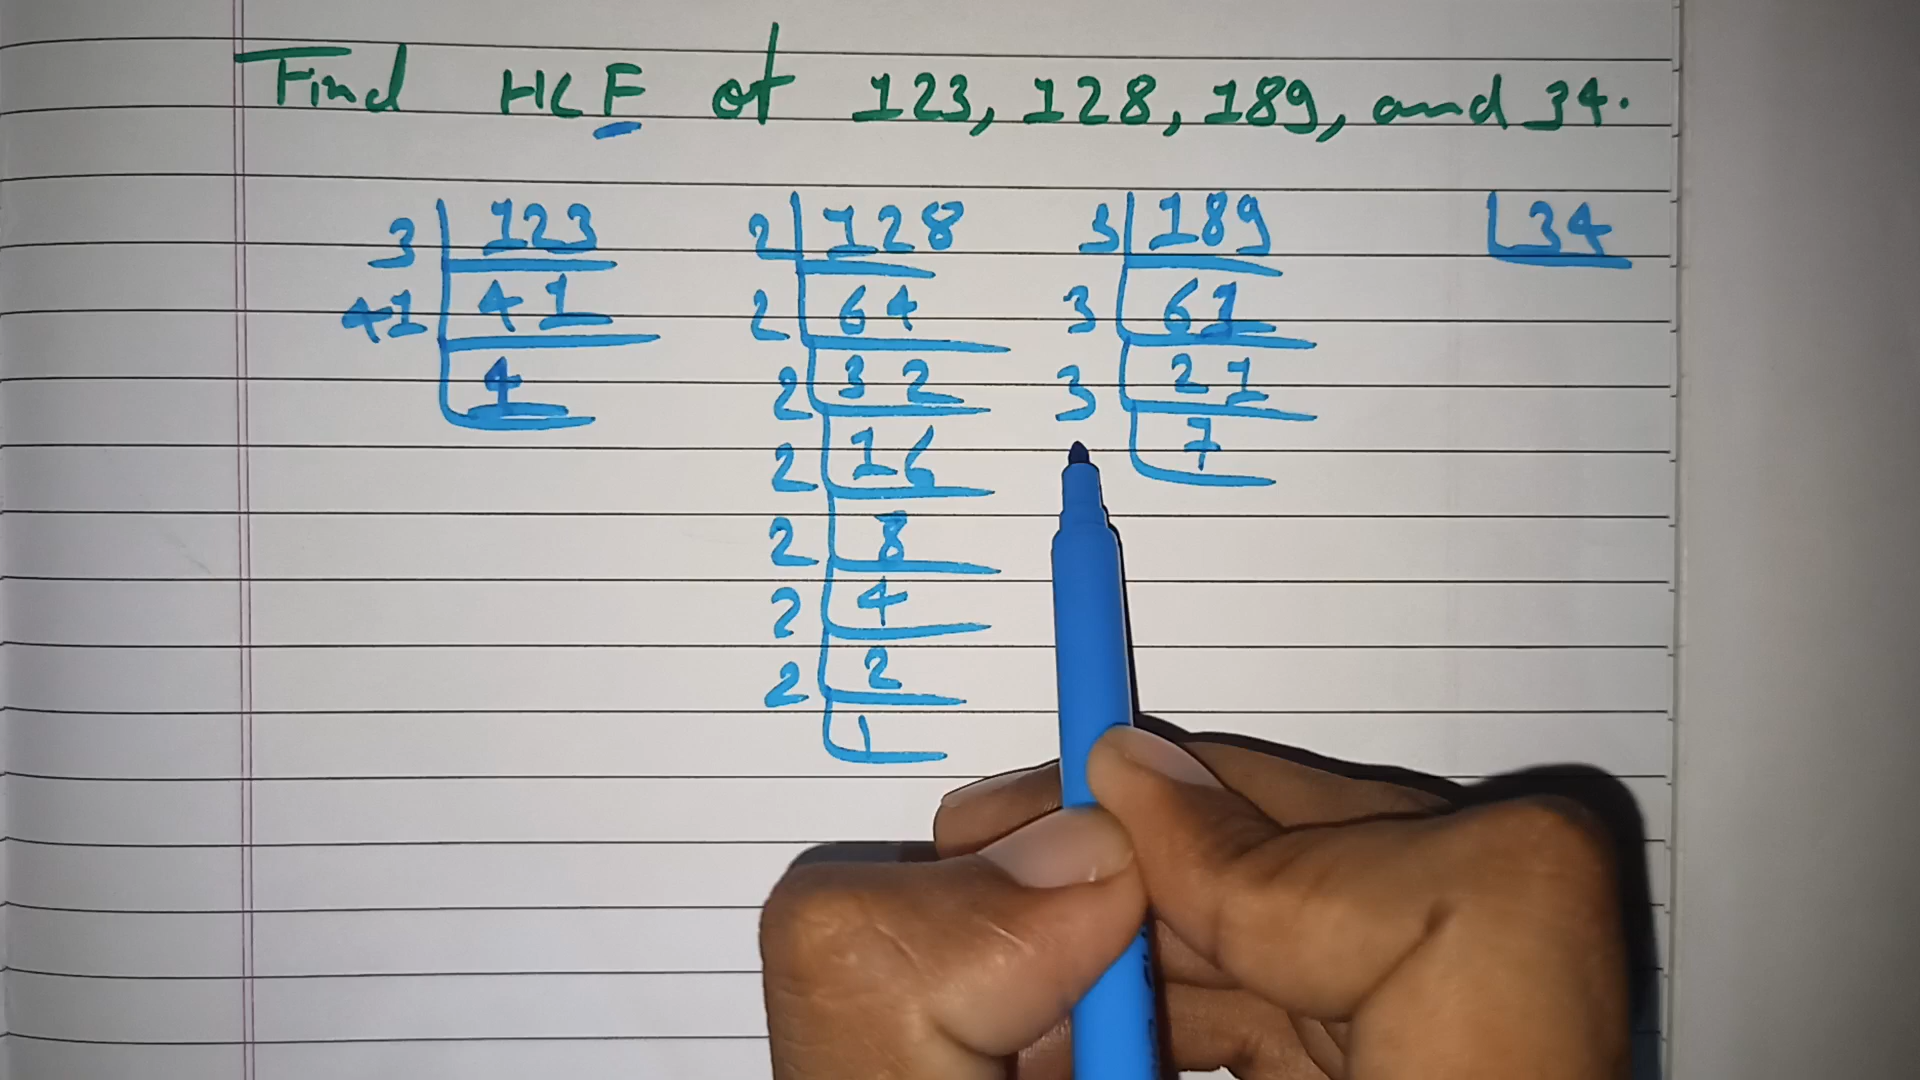 Find HCF of 123, 128, 189, and 34.
3 123 2 128 3 189 34
41 41 2 64 3 61
1 2 32 3 21
2 16 7
2 8
2 4
2 2
1